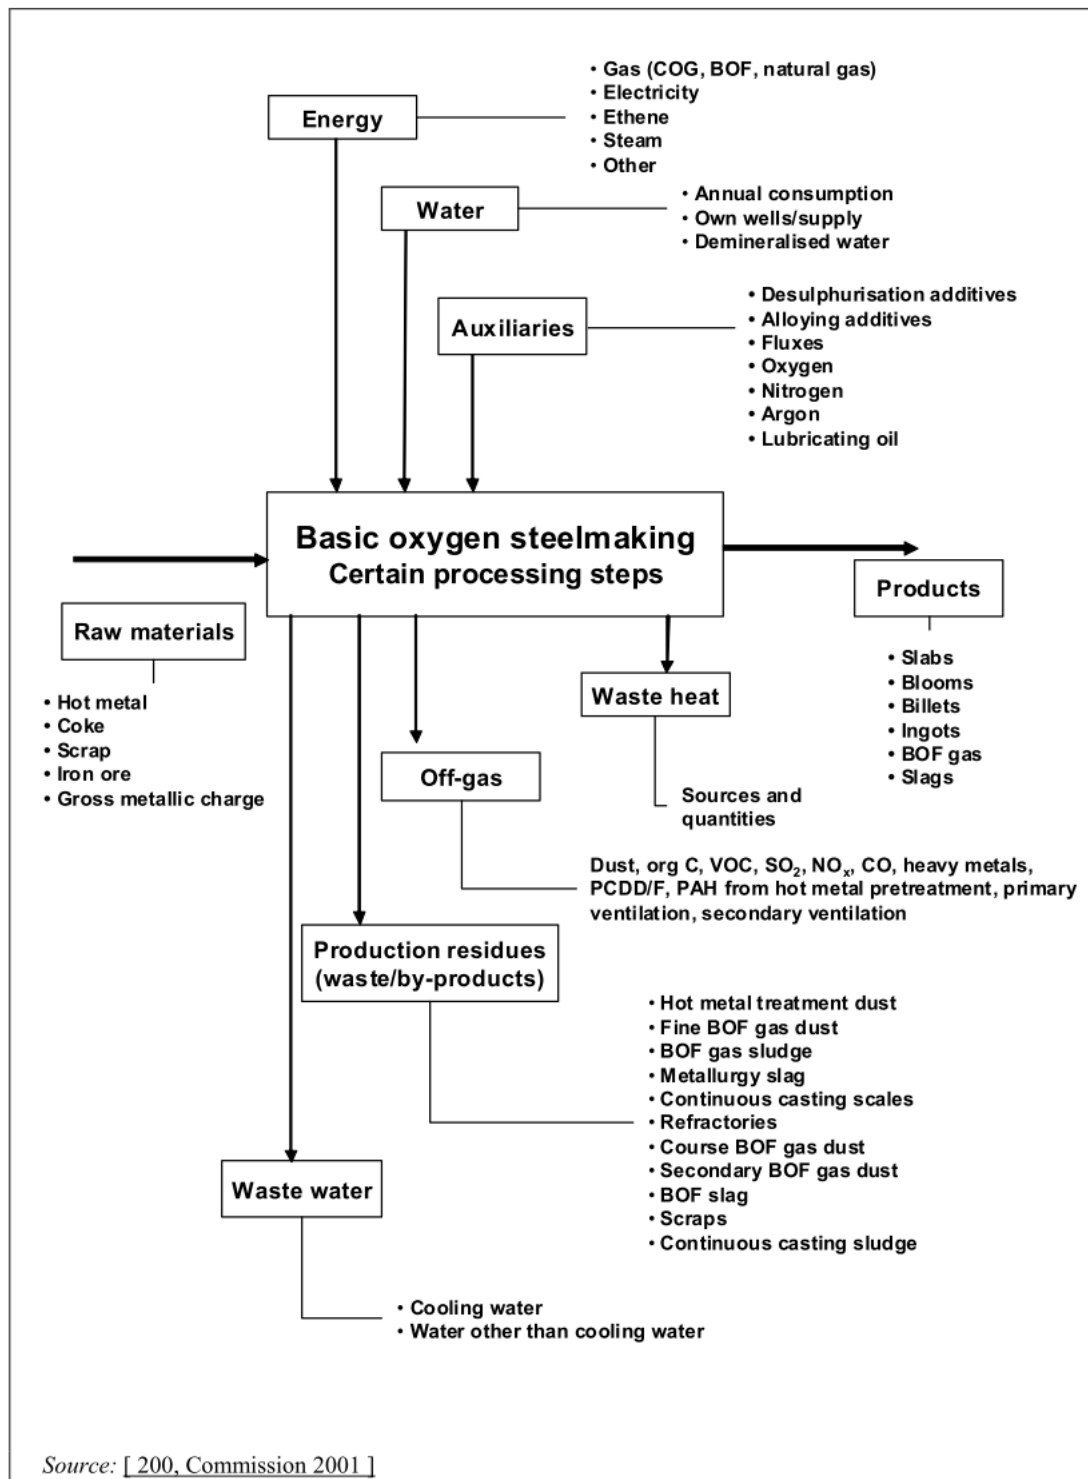 • Gas (COG, BOF, natural gas)
• Electricity
• Ethene
• Steam
• Other
Energy
Water
• Annual consumption
• Own wells/supply
• Demineralised water
Auxiliaries
• Desulphurisation additives
• Alloying additives
• Fluxes
• Oxygen
• Nitrogen
• Argon
• Lubricating oil
Basic oxygen steelmaking
Certain processing steps
Raw materials
• Hot metal
• Coke
• Scrap
• Iron ore
• Gross metallic charge
Products
• Slabs
• Blooms
• Billets
• Ingots
• BOF gas
• Slags
Waste heat
Sources and
quantities
Off-gas
Dust, org C, VOC, SO₂, NOₓ, CO, heavy metals,
PCDD/F, PAH from hot metal pretreatment, primary
ventilation, secondary ventilation
Production residues
(waste/by-products)
• Hot metal treatment dust
• Fine BOF gas dust
• BOF gas sludge
• Metallurgy slag
• Continuous casting scales
• Refractories
• Course BOF gas dust
• Secondary BOF gas dust
• BOF slag
• Scraps
• Continuous casting sludge
Waste water
• Cooling water
• Water other than cooling water
Source: [ 200, Commission 2001 ]